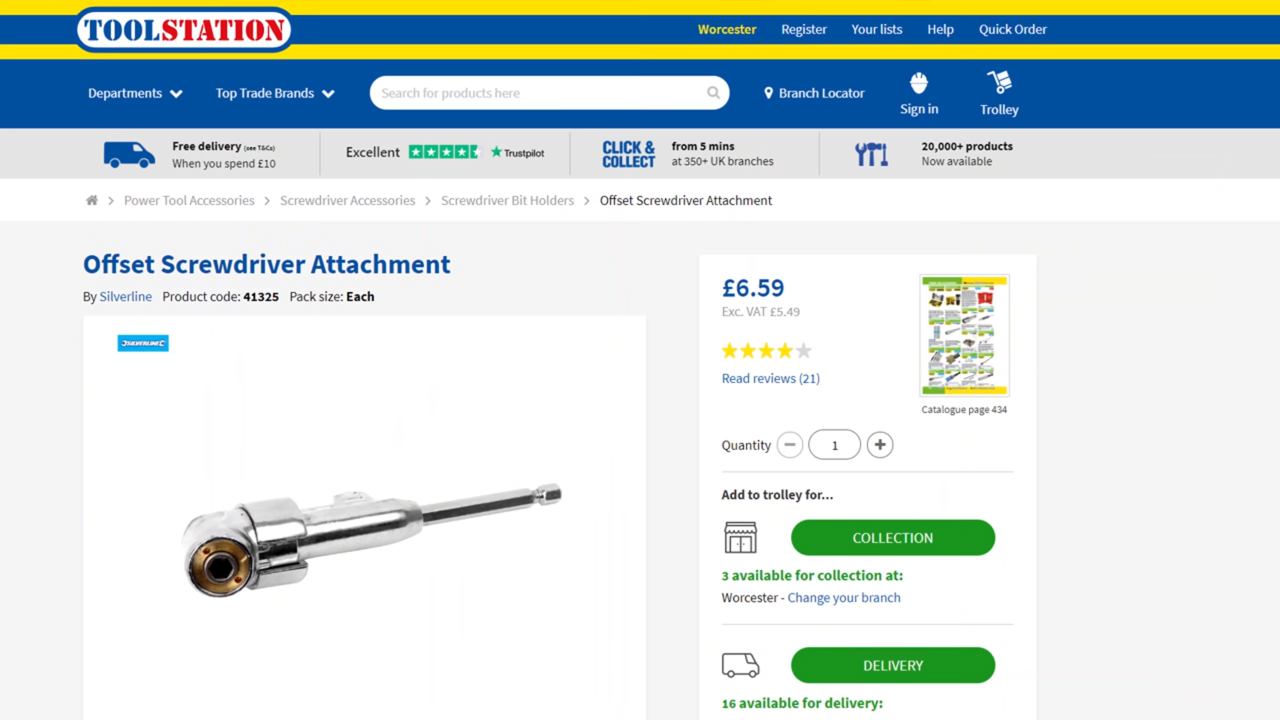 TOOLSTATION
Worcester Register Your lists Help Quick Order
Departments Top Trade Brands Search for products here Branch Locator Sign in Trolley
Free delivery (see T&Cs)
When you spend £10
Excellent Trustpilot
CLICK &
COLLECT
from 5 mins
at 350+ UK branches
20,000+ products
Now available
Power Tool Accessories > Screwdriver Accessories > Screwdriver Bit Holders > Offset Screwdriver Attachment
Offset Screwdriver Attachment
By Silverline Product code: 41325 Pack size: Each
SILVERLINE
£6.59
Exc. VAT £5.49
Read reviews (21)
Catalogue page 434
Quantity 1
Add to trolley for...
COLLECTION
3 available for collection at:
Worcester - Change your branch
DELIVERY
16 available for delivery: